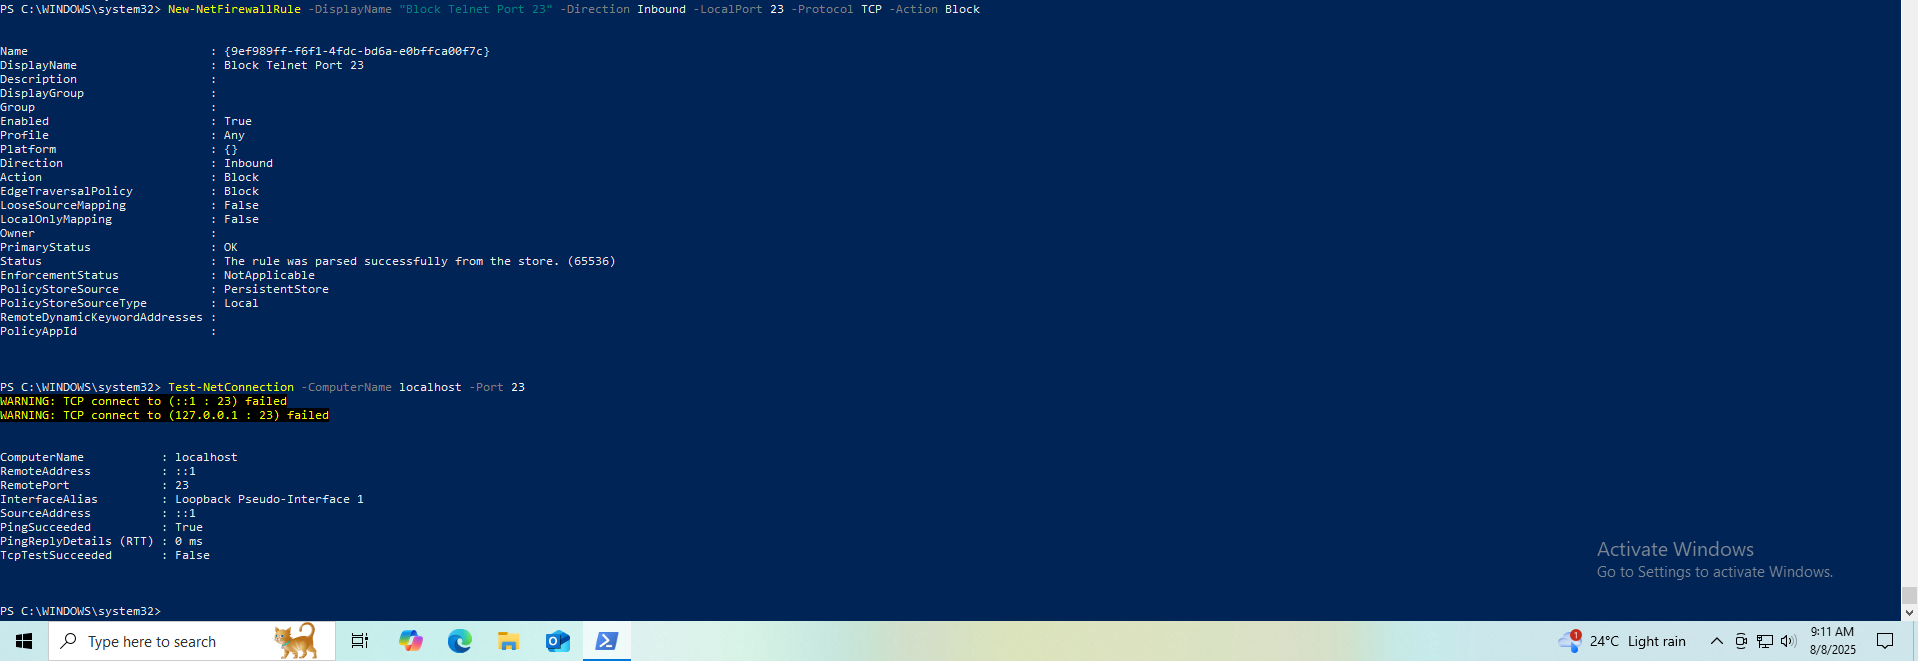 PS C:\WINDOWS\system32> New-NetFirewallRule -DisplayName "Block Telnet Port 23" -Direction Inbound -LocalPort 23 -Protocol TCP -Action Block
Name : {9ef989ff-f6f1-4fdc-bd6a-e0bffca00f7c}
DisplayName : Block Telnet Port 23
Description :
DisplayGroup :
Group :
Enabled : True
Profile : Any
Platform : {}
Direction : Inbound
Action : Block
EdgeTraversalPolicy : Block
LooseSourceMapping : False
LocalOnlyMapping : False
Owner :
PrimaryStatus : OK
Status : The rule was parsed successfully from the store. (65536)
EnforcementStatus : NotApplicable
PolicyStoreSource : PersistentStore
PolicyStoreSourceType : Local
RemoteDynamicKeywordAddresses :
PolicyAppId :
PS C:\WINDOWS\system32> Test-NetConnection -ComputerName localhost -Port 23
WARNING: TCP connect to (::1 : 23) failed
WARNING: TCP connect to (127.0.0.1 : 23) failed
ComputerName : localhost
RemoteAddress : ::1
RemotePort : 23
InterfaceAlias : Loopback Pseudo-Interface 1
SourceAddress : ::1
PingSucceeded : True
PingReplyDetails (RTT) : 0 ms
TcpTestSucceeded : False
Activate Windows
Go to Settings to activate Windows.
PS C:\WINDOWS\system32>
Type here to search
1
24°C Light rain
9:11 AM
8/8/2025